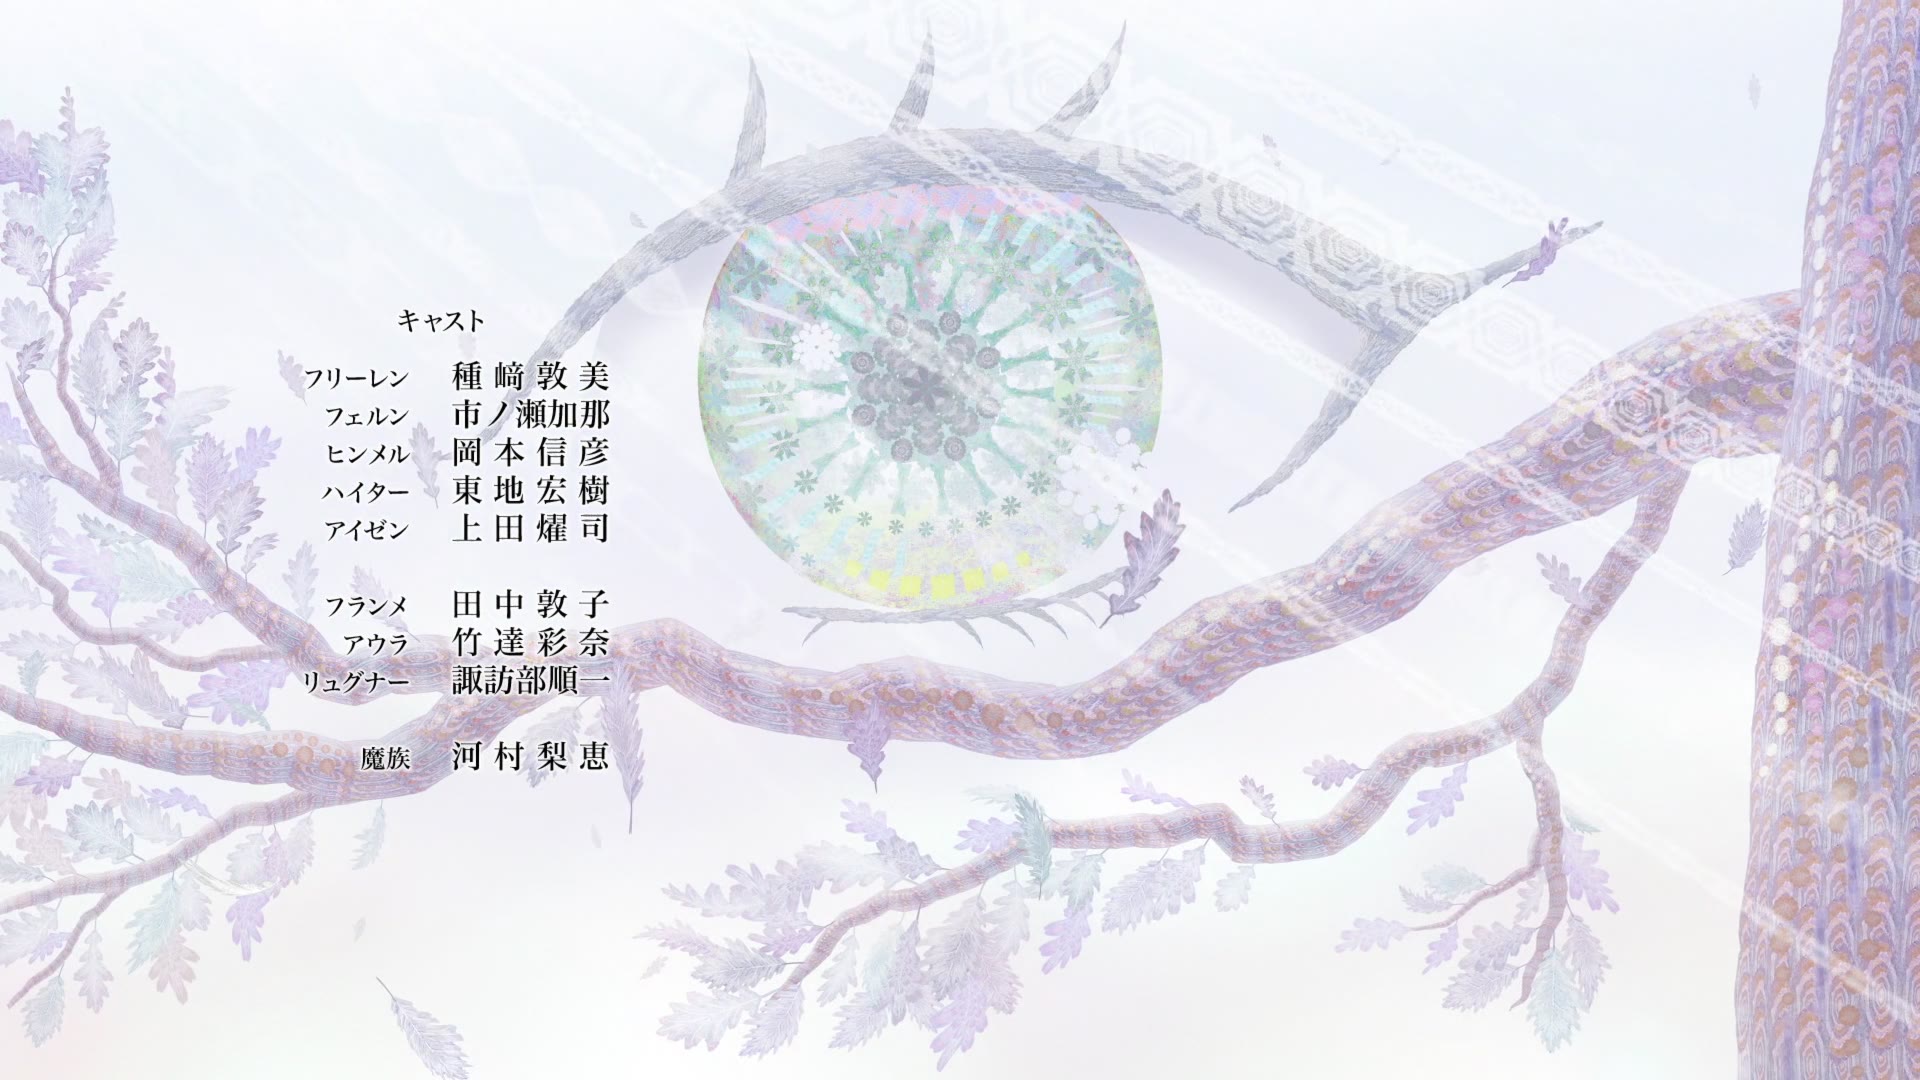 キャスト
フリーレン 種﨑敦美
フェルン 市ノ瀬加那
ヒンメル 岡本信彦
ハイター 東地宏樹
アイゼン 上田燿司
フランメ 田中敦子
アウラ 竹達彩奈
リュグナー 諏訪部順一
魔族 河村梨恵